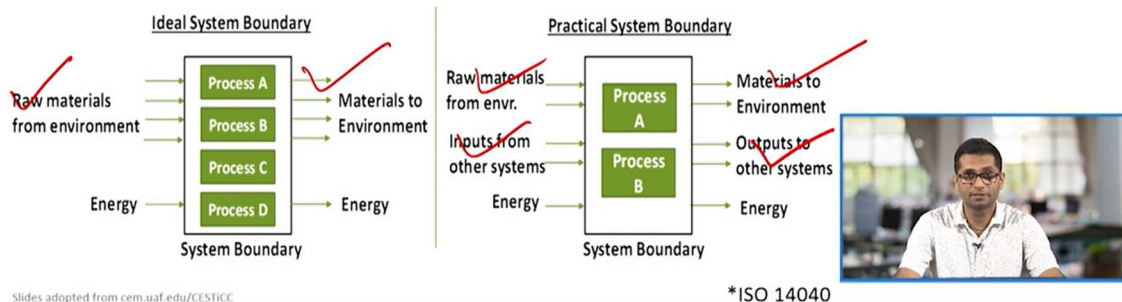 Ideal System Boundary
Raw materials
from environment
Energy
Process A
Process B
Process C
Process D
Materials to
Environment
Energy
System Boundary
Practical System Boundary
Raw materials
from envr.
Inputs from
other systems
Energy
Process
A
Process
B
Materials to
Environment
Outputs to
other systems
Energy
System Boundary
Slides adopted from cem.uaf.edu/CESTiCC
*ISO 14040